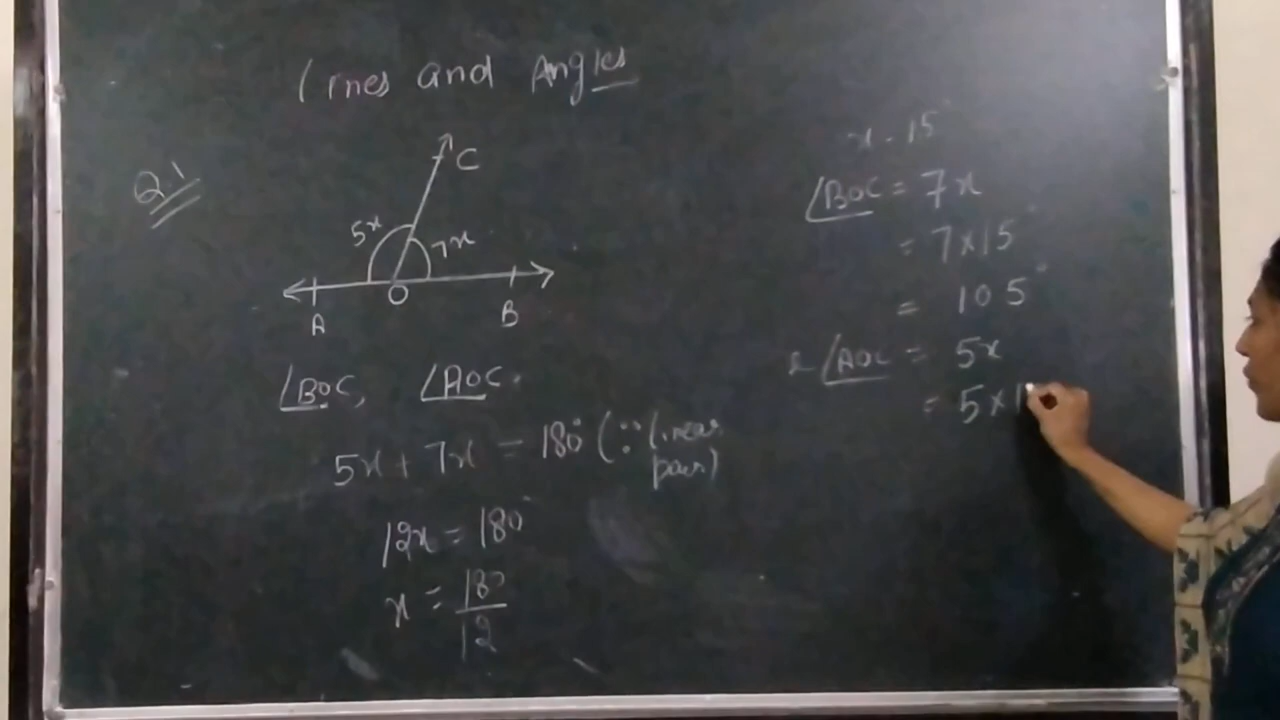 Lines and Angles
Q.1
C
5x
7x
O
A
B
∠BOC, ∠AOC.
5x + 7x = 180° (∵ linear
pair)
12x = 180°
x = 180/12
x = 15°
∠BOC = 7x
= 7×15°
= 105°
& ∠AOC = 5x
= 5×1